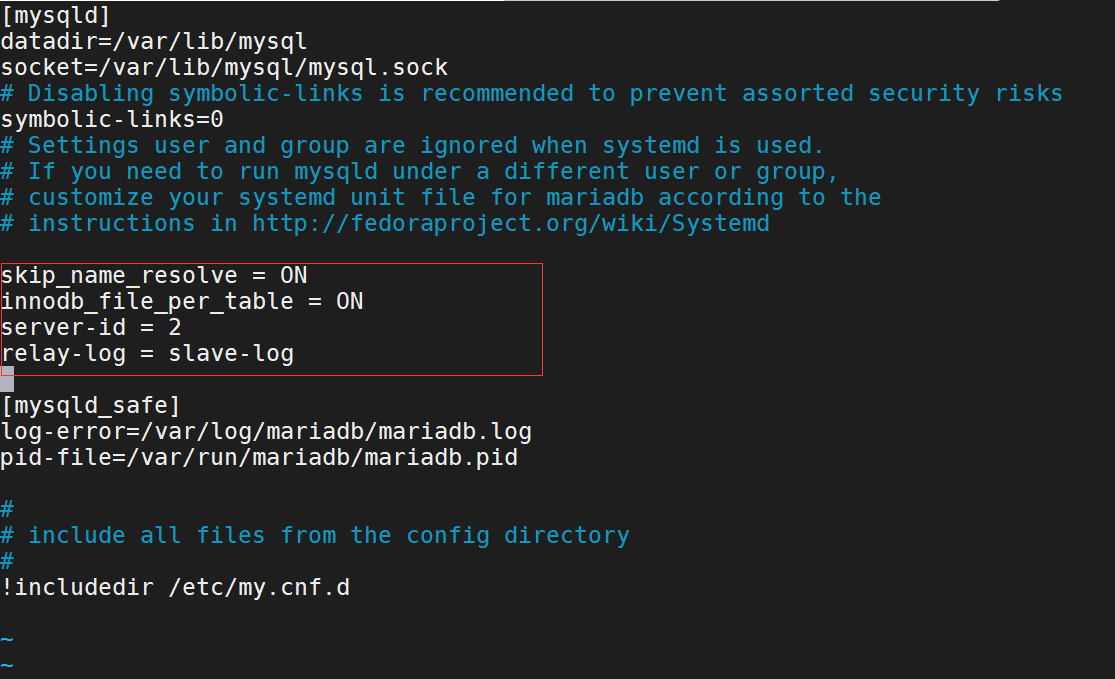 [mysqld]
datadir=/var/lib/mysql
socket=/var/lib/mysql/mysql.sock
# Disabling symbolic-links is recommended to prevent assorted security risks
symbolic-links=0
# Settings user and group are ignored when systemd is used.
# If you need to run mysqld under a different user or group,
# customize your systemd unit file for mariadb according to the
# instructions in http://fedoraproject.org/wiki/Systemd
skip_name_resolve = ON
innodb_file_per_table = ON
server-id = 2
relay-log = slave-log
[mysqld_safe]
log-error=/var/log/mariadb/mariadb.log
pid-file=/var/run/mariadb/mariadb.pid
#
# include all files from the config directory
#
!includedir /etc/my.cnf.d
~
~